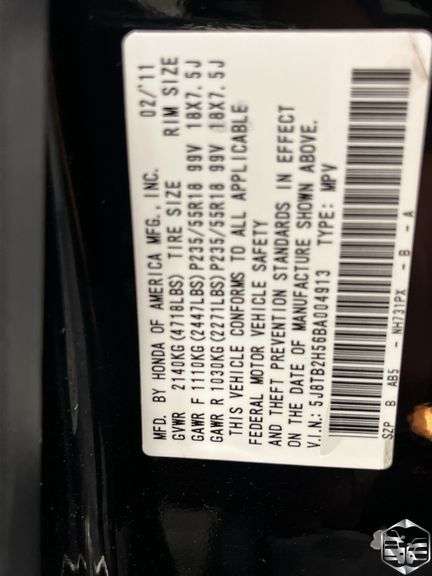 MFD. BY HONDA OF AMERICA MFG., INC. 02/'11
GVWR 2140KG(4718LBS) TIRE SIZE RIM SIZE
GAWR F 1110KG(2447LBS)P235/55R18 99V 18X7.5J
GAWR R 1030KG(2271LBS)P235/55R18 99V 18X7.5J
THIS VEHICLE CONFORMS TO ALL APPLICABLE
FEDERAL MOTOR VEHICLE SAFETY
AND THEFT PREVENTION STANDARDS IN EFFECT
ON THE DATE OF MANUFACTURE SHOWN ABOVE.
V.I.N.: 5J8TB2H56BA004913 TYPE: MPV
SZP B AB5 - NH731PX - B - A